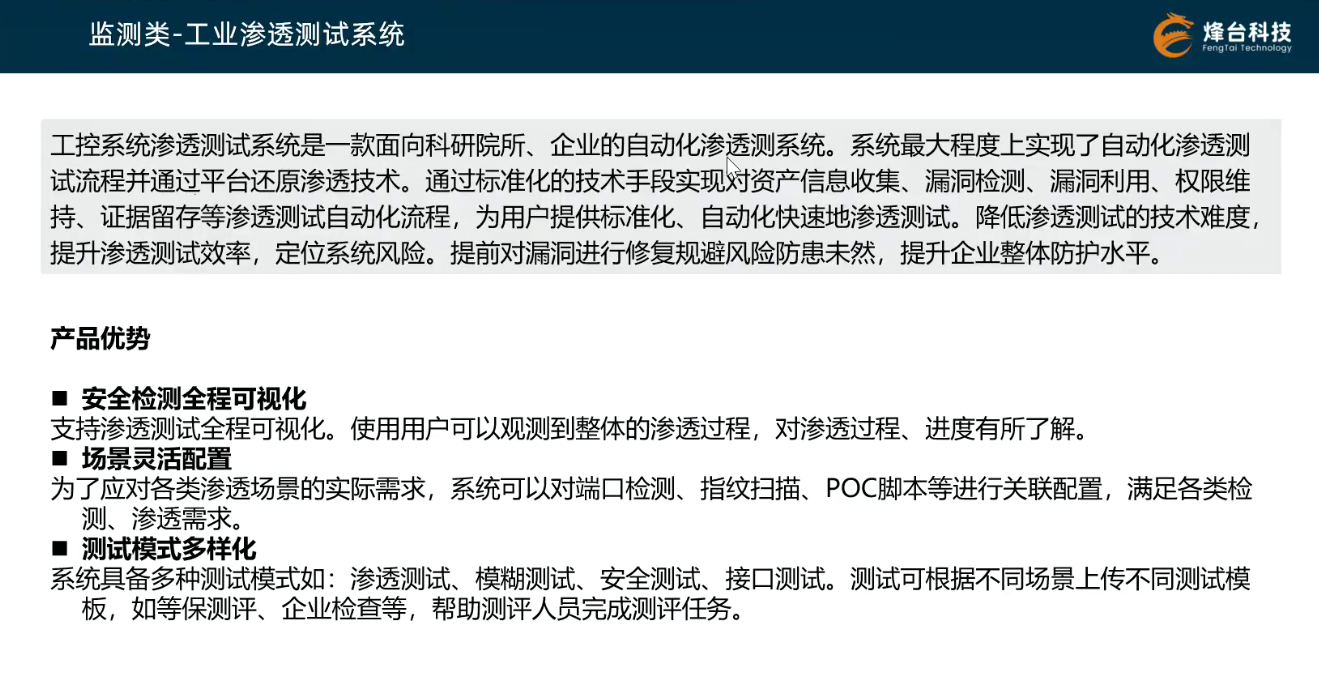 监测类-工业渗透测试系统
烽台科技
FengTai Technology
工控系统渗透测试系统是一款面向科研院所、企业的自动化渗透测系统。系统最大程度上实现了自动化渗透测
试流程并通过平台还原渗透技术。通过标准化的技术手段实现对资产信息收集、漏洞检测、漏洞利用、权限维
持、证据留存等渗透测试自动化流程，为用户提供标准化、自动化快速地渗透测试。降低渗透测试的技术难度，
提升渗透测试效率，定位系统风险。提前对漏洞进行修复规避风险防患未然，提升企业整体防护水平。
产品优势
■ 安全检测全程可视化
支持渗透测试全程可视化。使用用户可以观测到整体的渗透过程，对渗透过程、进度有所了解。
■ 场景灵活配置
为了应对各类渗透场景的实际需求，系统可以对端口检测、指纹扫描、POC脚本等进行关联配置，满足各类检
测、渗透需求。
■ 测试模式多样化
系统具备多种测试模式如：渗透测试、模糊测试、安全测试、接口测试。测试可根据不同场景上传不同测试模
板，如等保测评、企业检查等，帮助测评人员完成测评任务。